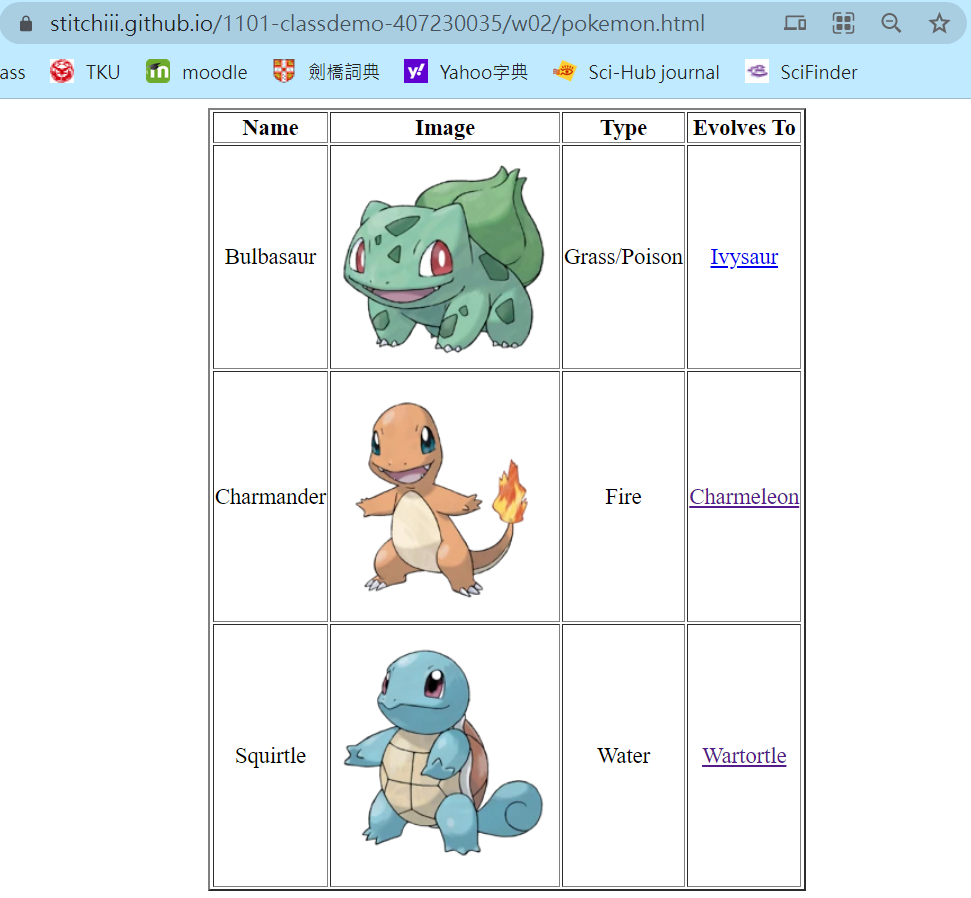 stitchiii.github.io/1101-classdemo-407230035/w02/pokemon.html
ass TKU moodle 劍橋詞典 Yahoo字典 Sci-Hub journal SciFinder
Name Image Type Evolves To
Bulbasaur Grass/Poison Ivysaur
Charmander Fire Charmeleon
Squirtle Water Wartortle